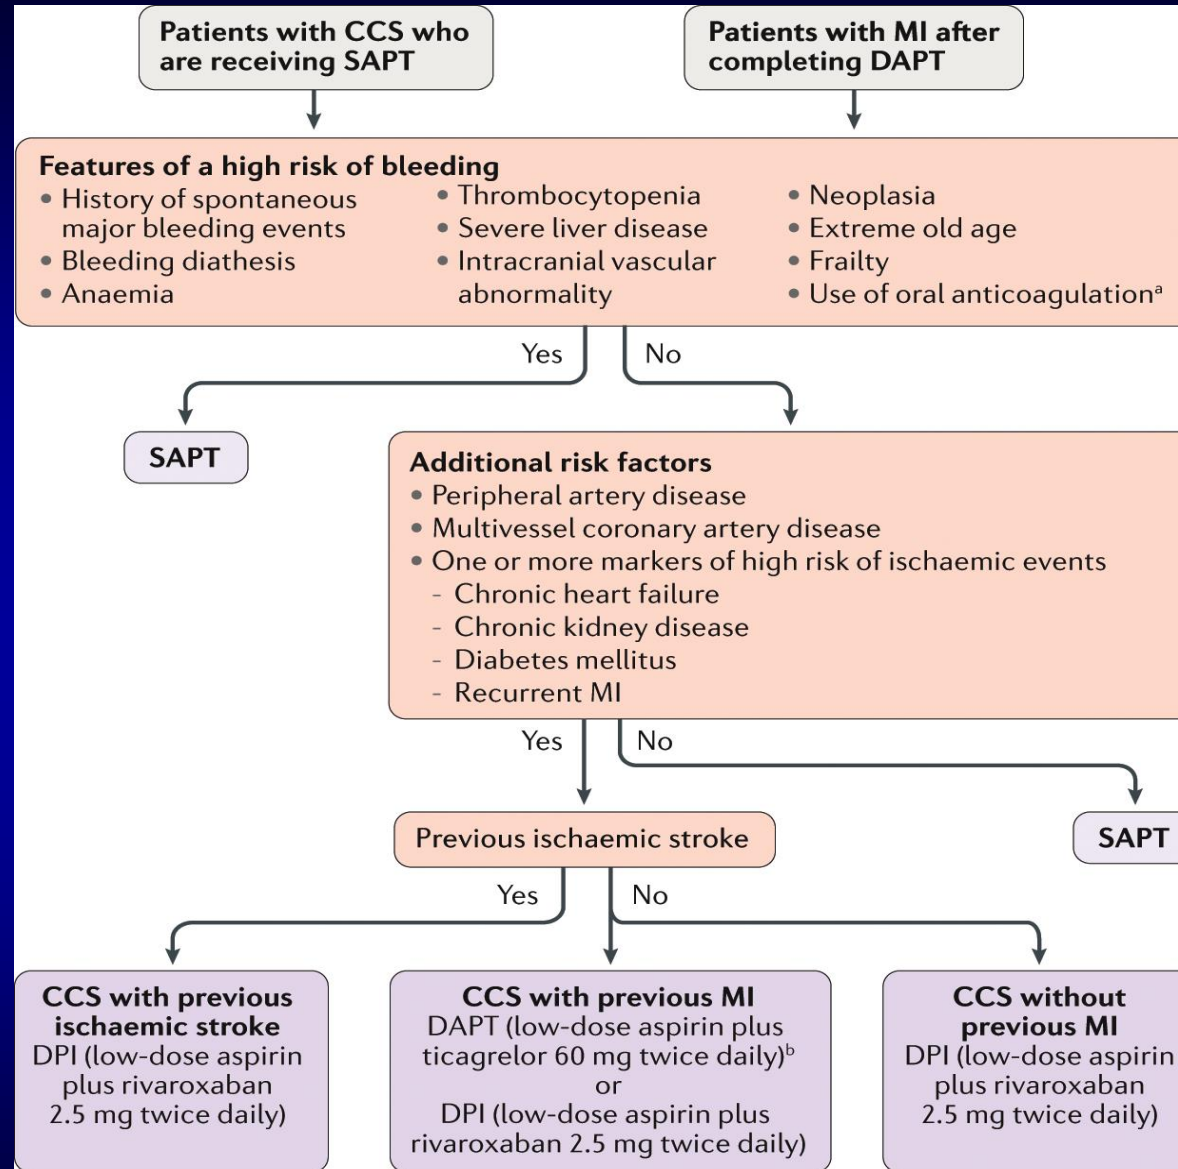 Patients with CCS who
are receiving SAPT
Patients with MI after
completing DAPT
Features of a high risk of bleeding
• History of spontaneous
major bleeding events
• Bleeding diathesis
• Anaemia
• Thrombocytopenia
• Severe liver disease
• Intracranial vascular
abnormality
• Neoplasia
• Extreme old age
• Frailty
• Use of oral anticoagulationᵃ
Yes
No
SAPT
Additional risk factors
• Peripheral artery disease
• Multivessel coronary artery disease
• One or more markers of high risk of ischaemic events
- Chronic heart failure
- Chronic kidney disease
- Diabetes mellitus
- Recurrent MI
Yes
No
Previous ischaemic stroke
SAPT
Yes
No
CCS with previous
ischaemic stroke
DPI (low-dose aspirin
plus rivaroxaban
2.5 mg twice daily)
CCS with previous MI
DAPT (low-dose aspirin plus
ticagrelor 60 mg twice daily)ᵇ
or
DPI (low-dose aspirin plus
rivaroxaban 2.5 mg twice daily)
CCS without
previous MI
DPI (low-dose aspirin
plus rivaroxaban
2.5 mg twice daily)